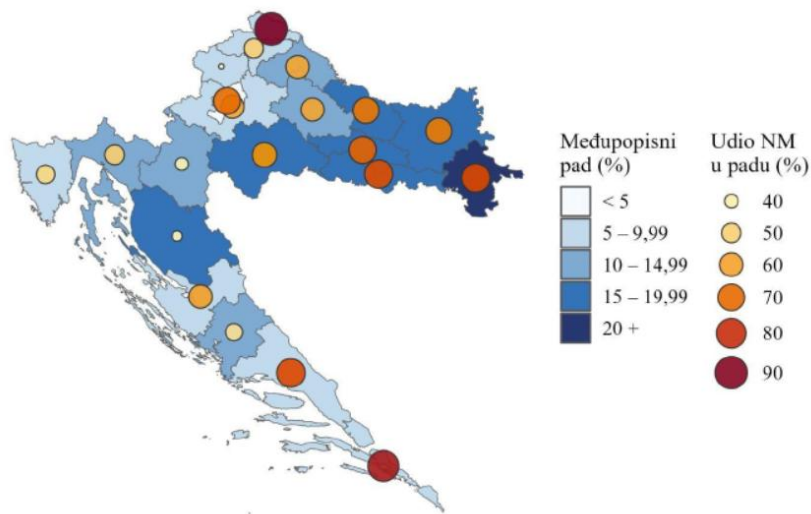 Međupopisni
pad (%)
< 5
5 – 9,99
10 – 14,99
15 – 19,99
20 +
Udio NM
u padu (%)
40
50
60
70
80
90